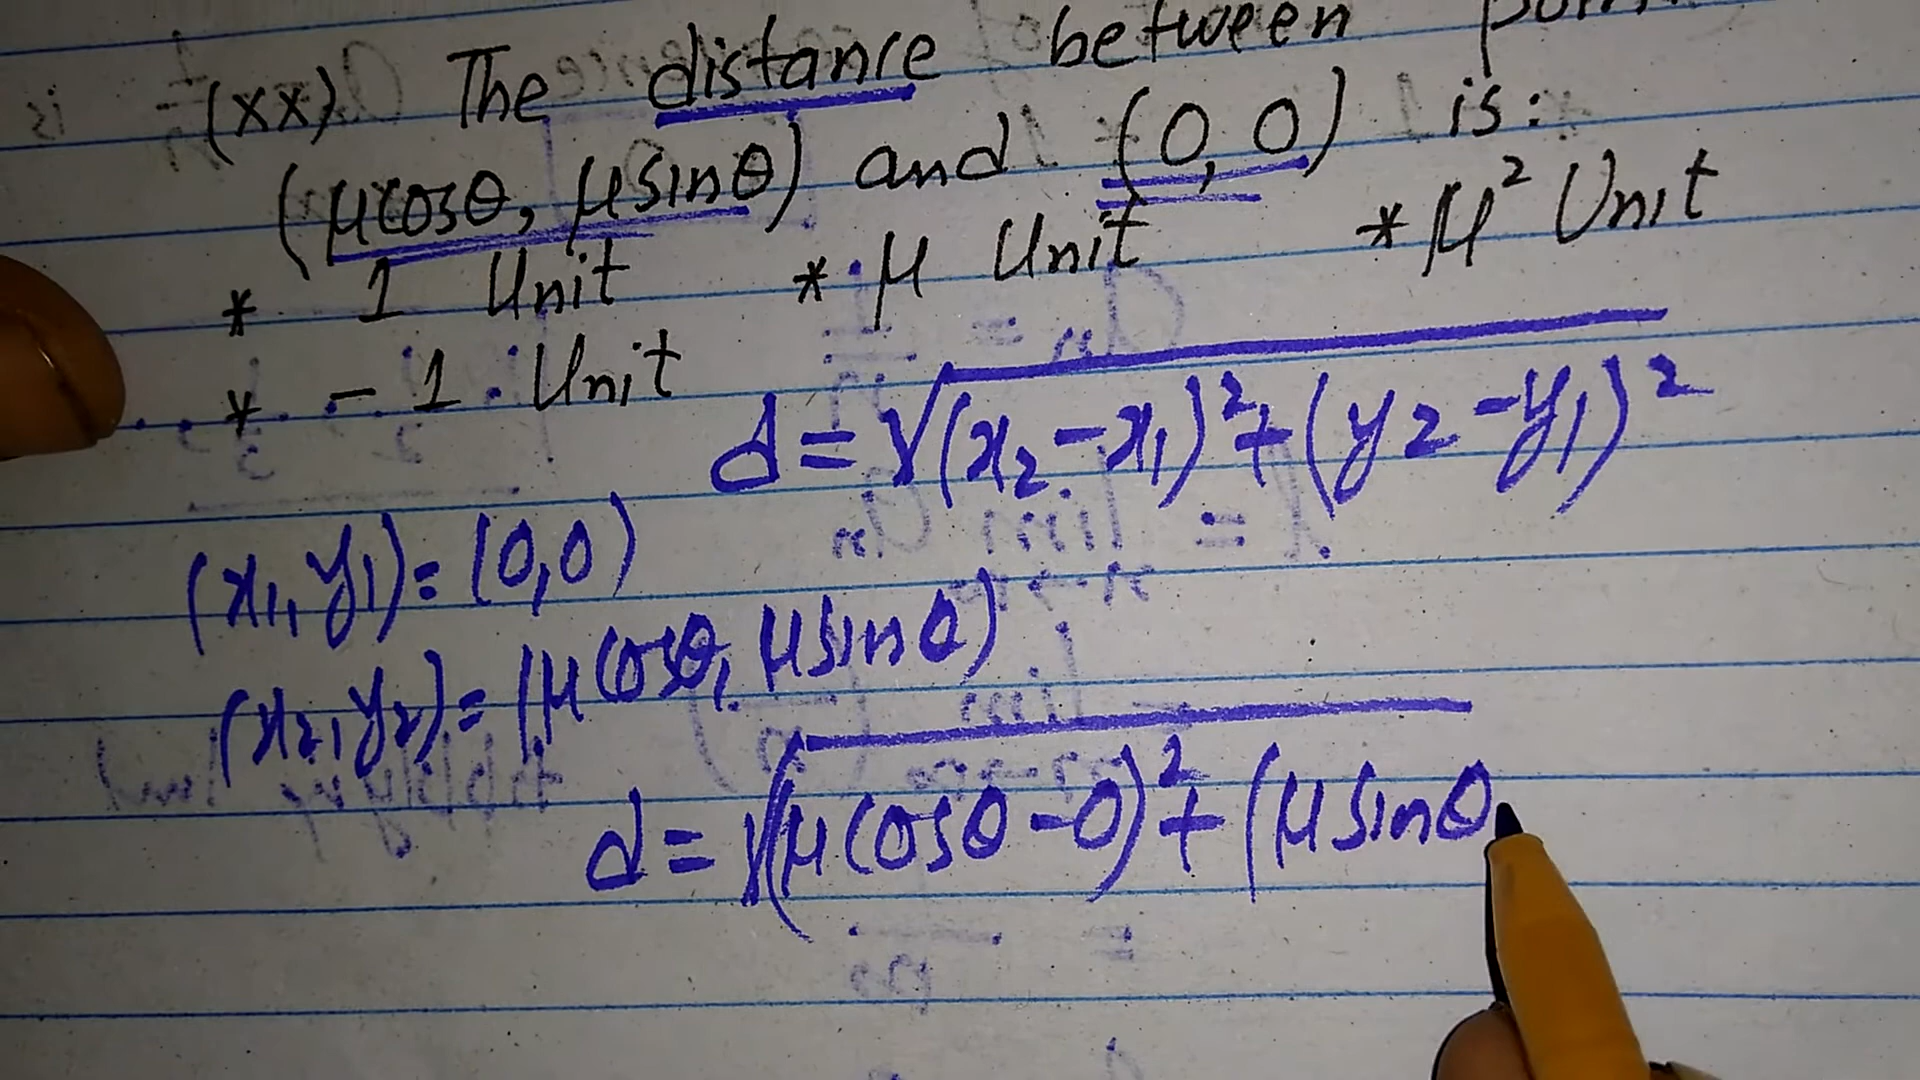 (xx) The distance between
(μcosθ, μsinθ) and (0,0) is:
* 1 Unit * μ Unit * μ² Unit
* -1 Unit
d = √(x₂-x₁)²+(y2-y₁)²
(x₁, y₁) = (0,0)
(x₂, y₂) = (μcosθ, μsinθ)
d = √(μcosθ-0)²+(μsinθ